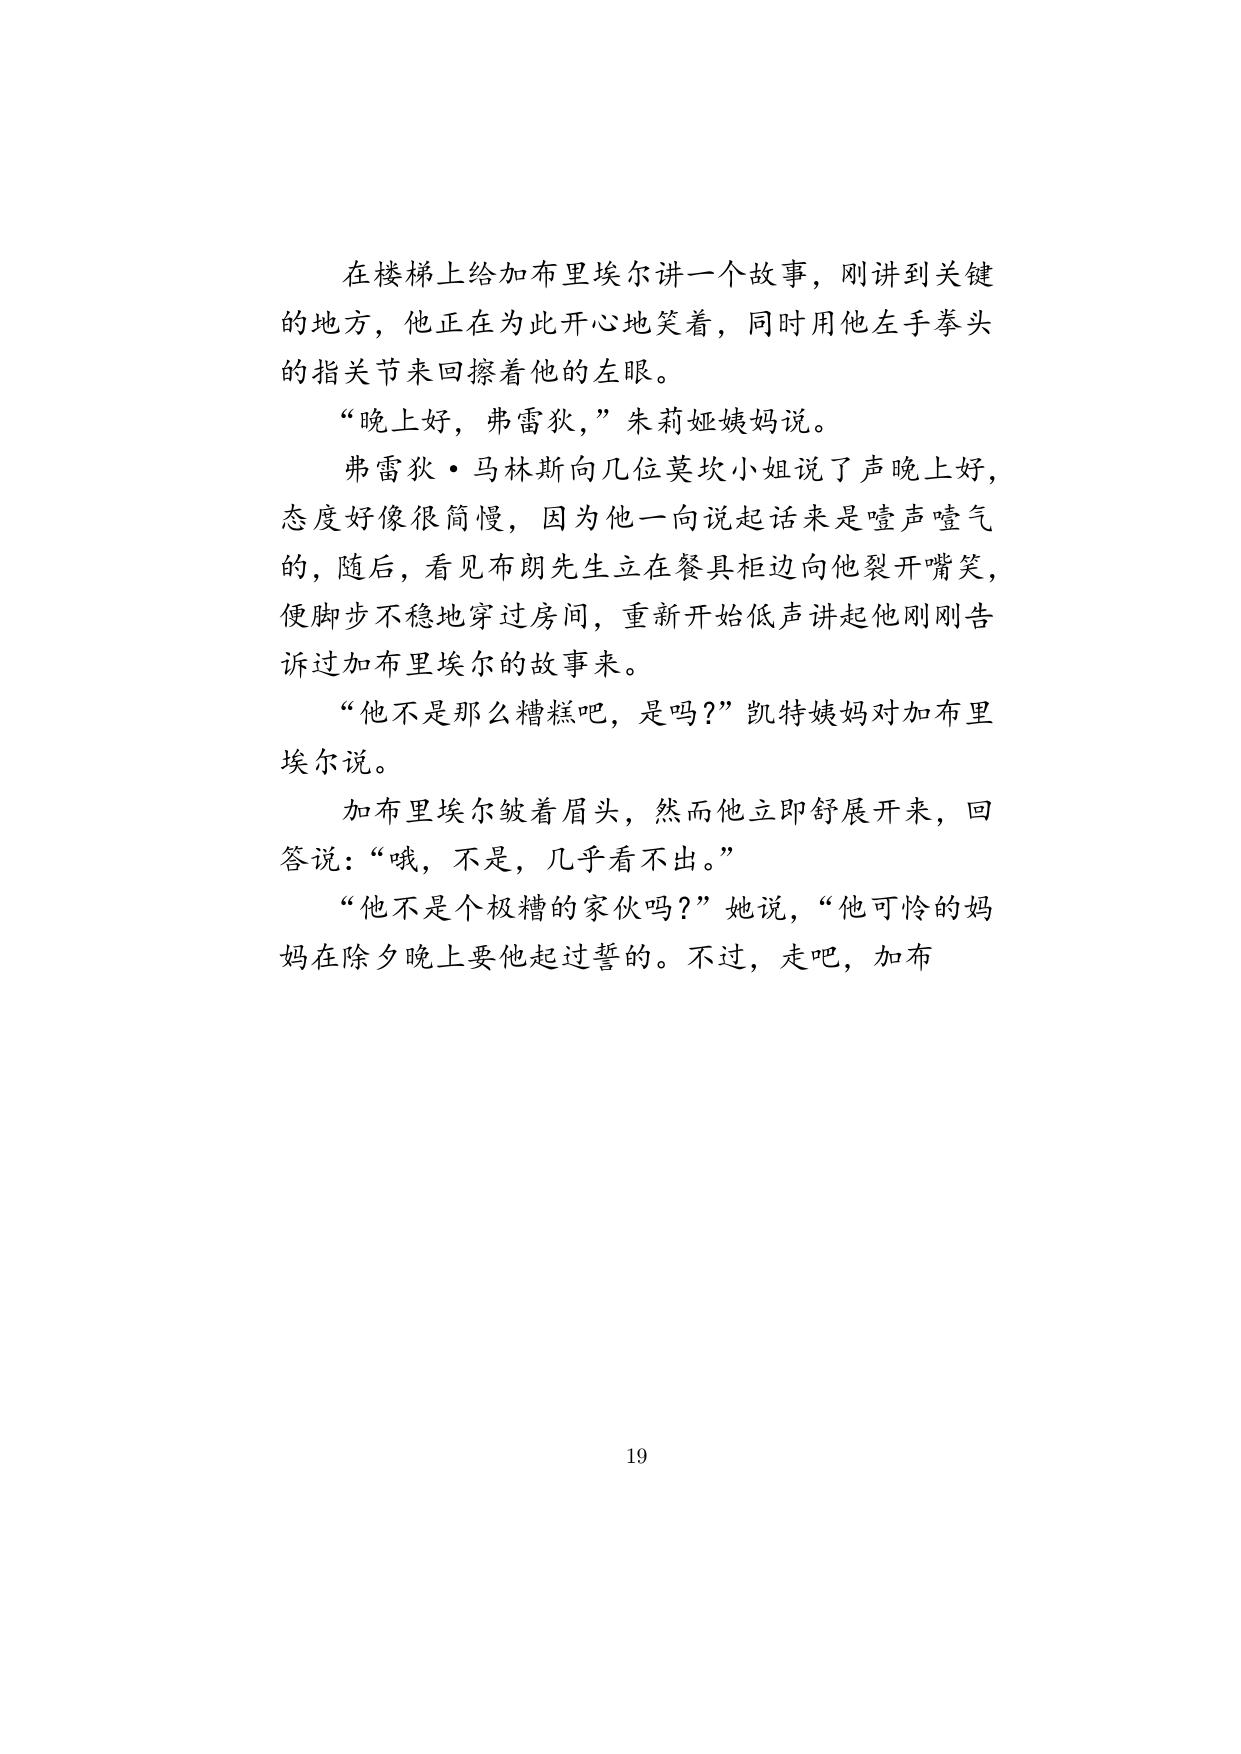 在楼梯上给加布里埃尔讲一个故事，刚讲到关键
的地方，他正在为此开心地笑着，同时用他左手拳头
的指关节来回擦着他的左眼。
“晚上好，弗雷狄，”朱莉娅姨妈说。
弗雷狄·马林斯向几位莫坎小姐说了声晚上好，
态度好像很简慢，因为他一向说起话来是噎声噎气
的，随后，看见布朗先生立在餐具柜边向他裂开嘴笑，
便脚步不稳地穿过房间，重新开始低声讲起他刚刚告
诉过加布里埃尔的故事来。
“他不是那么糟糕吧，是吗？”凯特姨妈对加布里
埃尔说。
加布里埃尔皱着眉头，然而他立即舒展开来，回
答说：“哦，不是，几乎看不出。”
“他不是个极糟的家伙吗？”她说，“他可怜的妈
妈在除夕晚上要他起过誓的。不过，走吧，加布
19